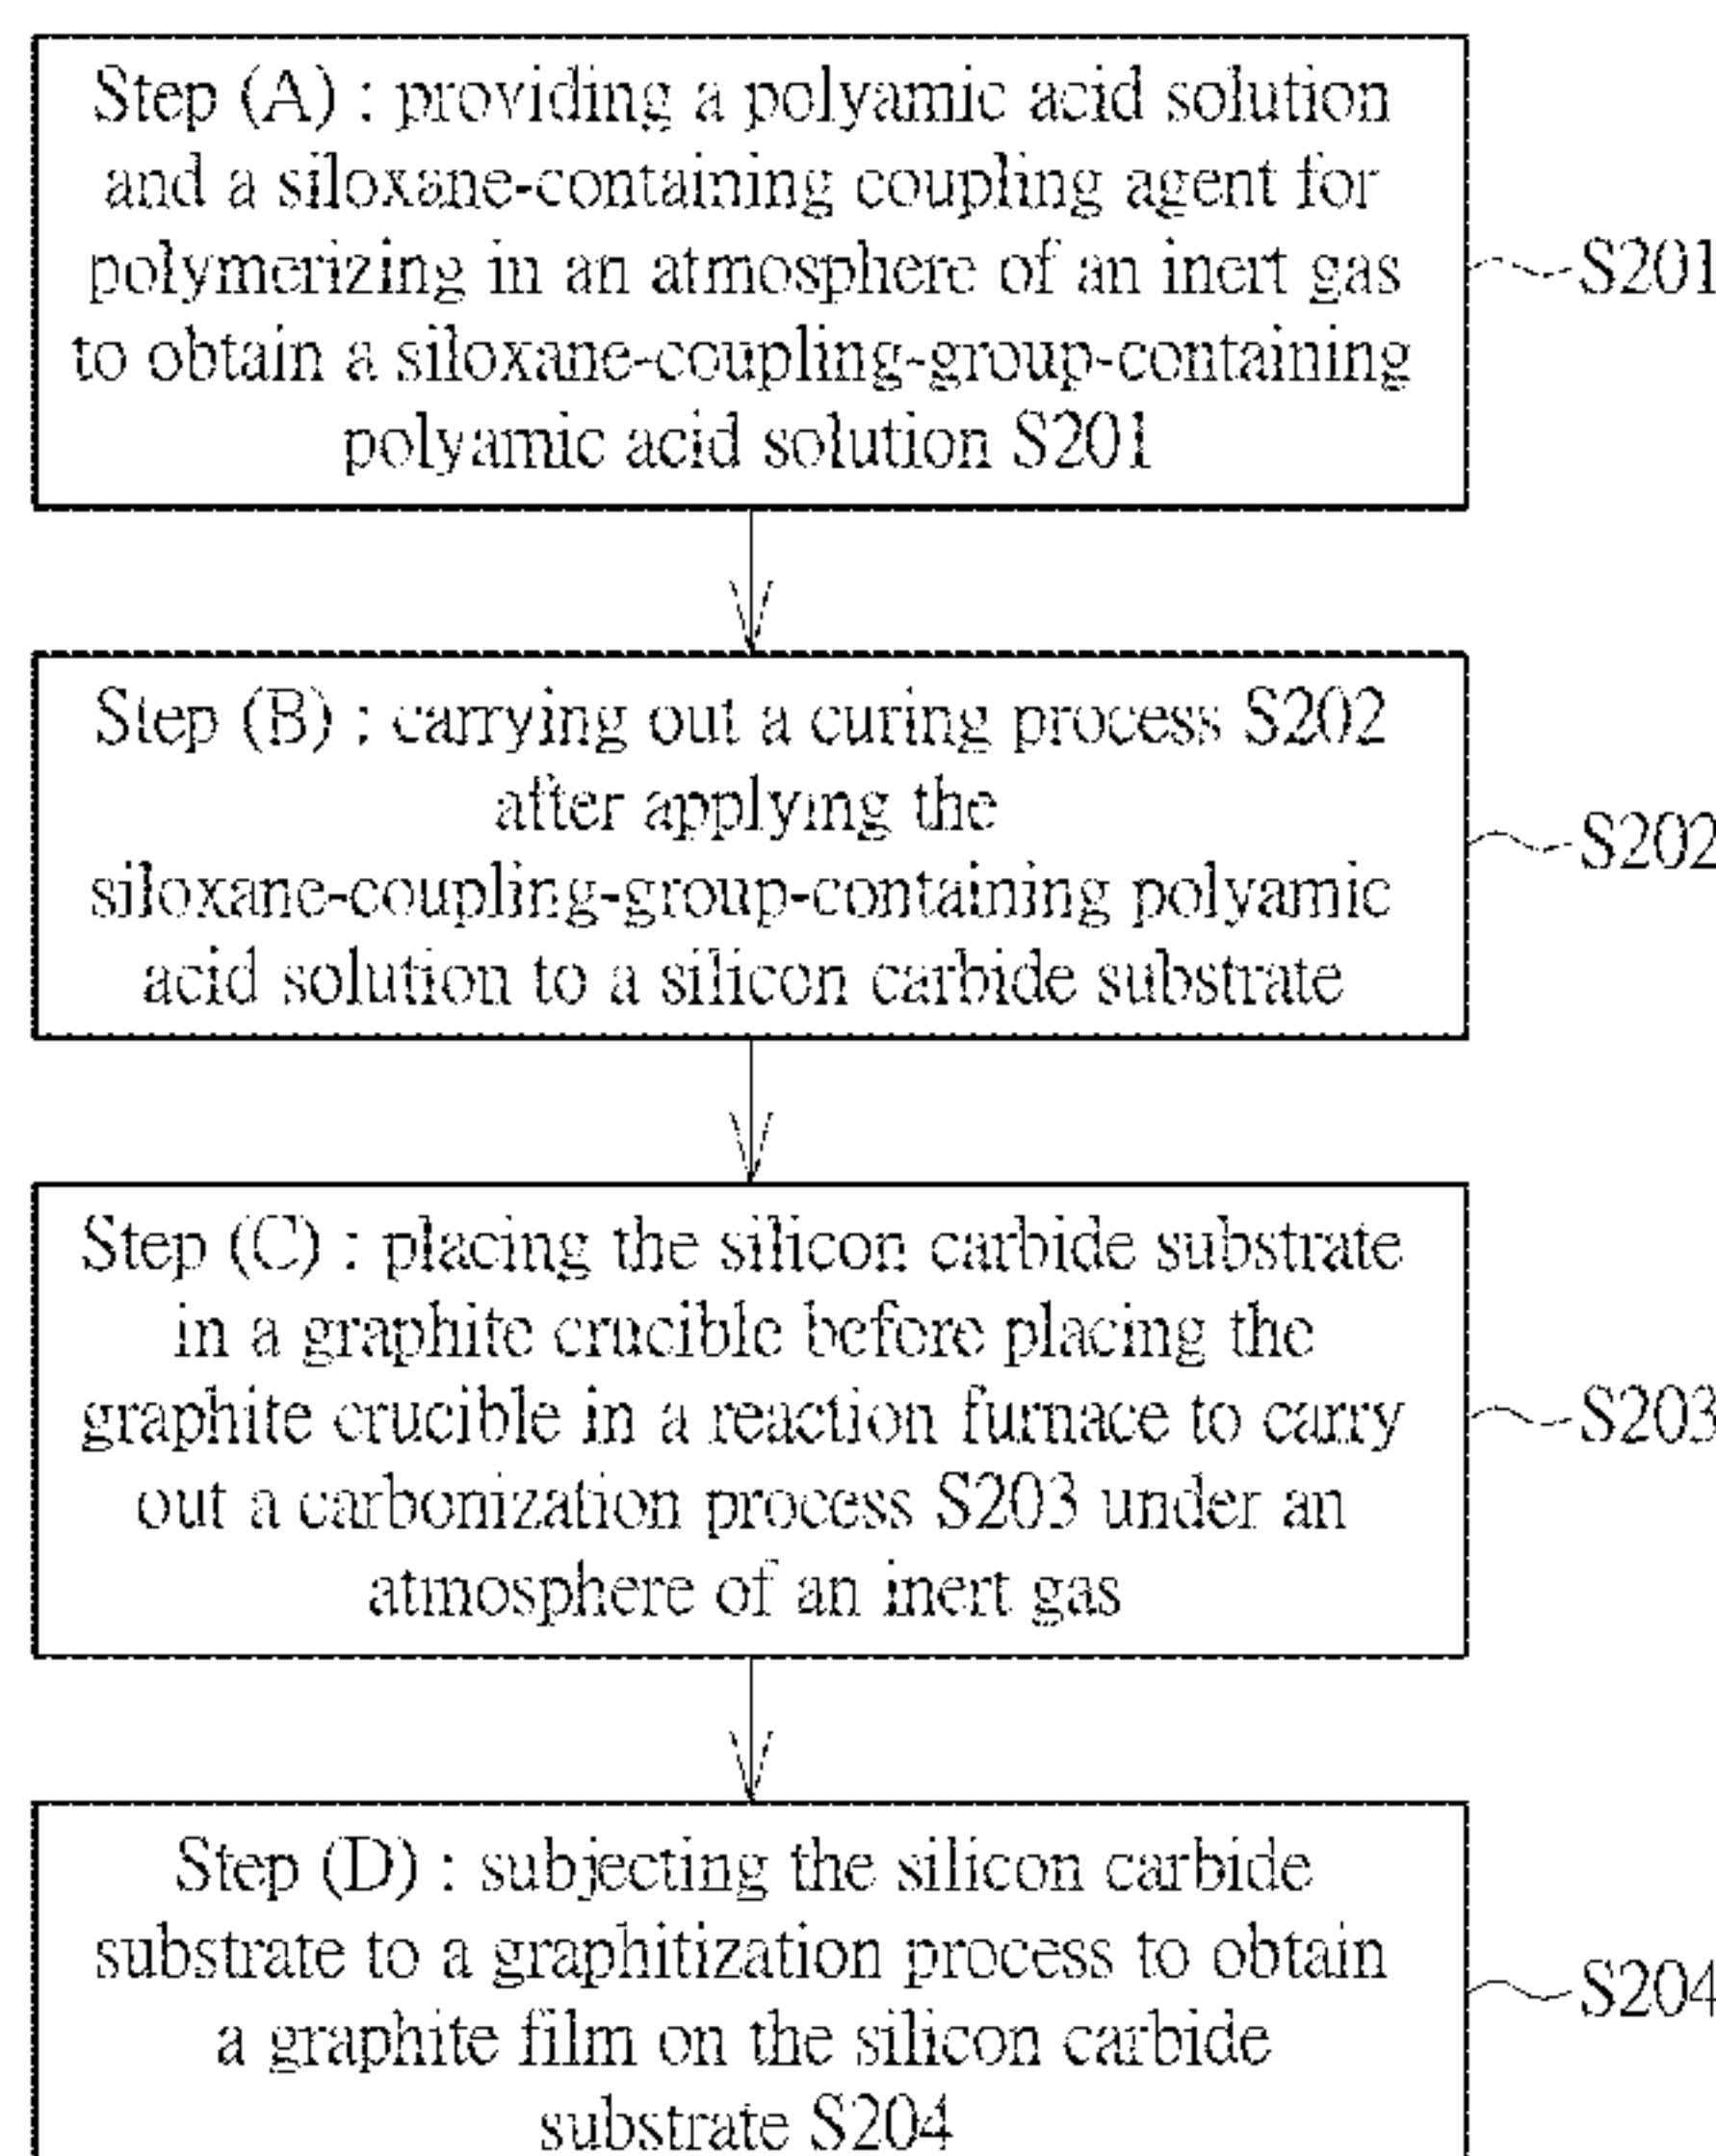 Step (A) : providing a polyamic acid solution
and a siloxane-containing coupling agent for
polymerizing in an atmosphere of an inert gas
to obtain a siloxane-coupling-group-containing
polyamic acid solution S201
S201
Step (B) : carrying out a curing process S202
after applying the
siloxane-coupling-group-containing polyamic
acid solution to a silicon carbide substrate
S202
Step (C) : placing the silicon carbide substrate
in a graphite crucible before placing the
graphite crucible in a reaction furnace to carry
out a carbonization process S203 under an
atmosphere of an inert gas
S203
Step (D) : subjecting the silicon carbide
substrate to a graphitization process to obtain
a graphite film on the silicon carbide
substrate S204
S204